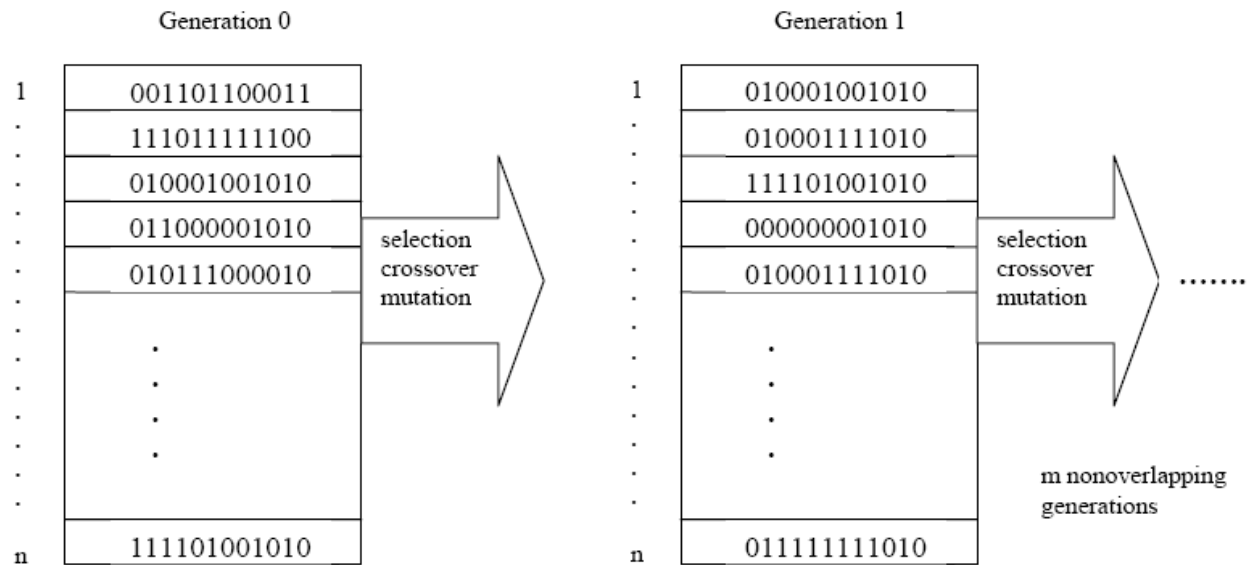 Generation 0
Generation 1
1
001101100011
111011111100
010001001010
011000001010
010111000010
n
111101001010
selection
crossover
mutation
1
010001001010
010001111010
111101001010
000000001010
010001111010
n
011111111010
selection
crossover
mutation
.......
m nonoverlapping
generations